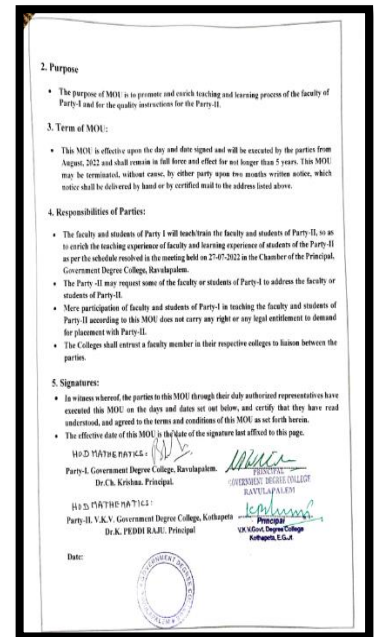 2. Purpose
• The purpose of MOU is to promote and enrich teaching and learning process of the faculty of
Party-I and for the quality instructions for the Party-II.
3. Term of MOU:
• This MOU is effective upon the day and date signed and will be executed by the parties from
August, 2022 and shall remain in full force and effect for not longer than 5 years. This MOU
may be terminated, without cause, by either party upon two months written notice, which
notice shall be delivered by hand or by certified mail to the address listed above.
4. Responsibilities of Parties:
• The faculty and students of Party I will teach/train the faculty and students of Party-II, so as
to enrich the teaching experience of faculty and learning experience of students of the Party-II
as per the schedule resolved in the meeting held on 27-07-2022 in the Chamber of the Principal,
Government Degree College, Ravulapalem.
• The Party -II may request some of the faculty or students of Party-I to address the faculty or
students of Party-II.
• Mere participation of faculty and students of Party-I in teaching the faculty and students of
Party-II according to this MOU does not carry any right or any legal entitlement to demand
for placement with Party-II.
• The Colleges shall entrust a faculty member in their respective colleges to liaison between the
parties.
5. Signatures:
• In witness whereof, the parties to this MOU through their duly authorized representatives have
executed this MOU on the days and dates set out below, and certify that they have read
understood, and agreed to the terms and conditions of this MOU as set forth herein.
• The effective date of this MOU is the date of the signature last affixed to this page.
HOD MATHEMATICS:
Party-I. Government Degree College, Ravulapalem.
Dr.Ch. Krishna. Principal.
PRINCIPAL
GOVERNMENT DEGREE COLLEGE
RAVULAPALEM
HOD MATHEMATICS:
Party-II. V.K.V. Government Degree College, Kothapeta
Dr.K. PEDDI RAJU. Principal
Principal
V.K.V.Govt. Degree College
Kothapeta, E.G.Jt
Date:
GOVERNMENT DEGREE